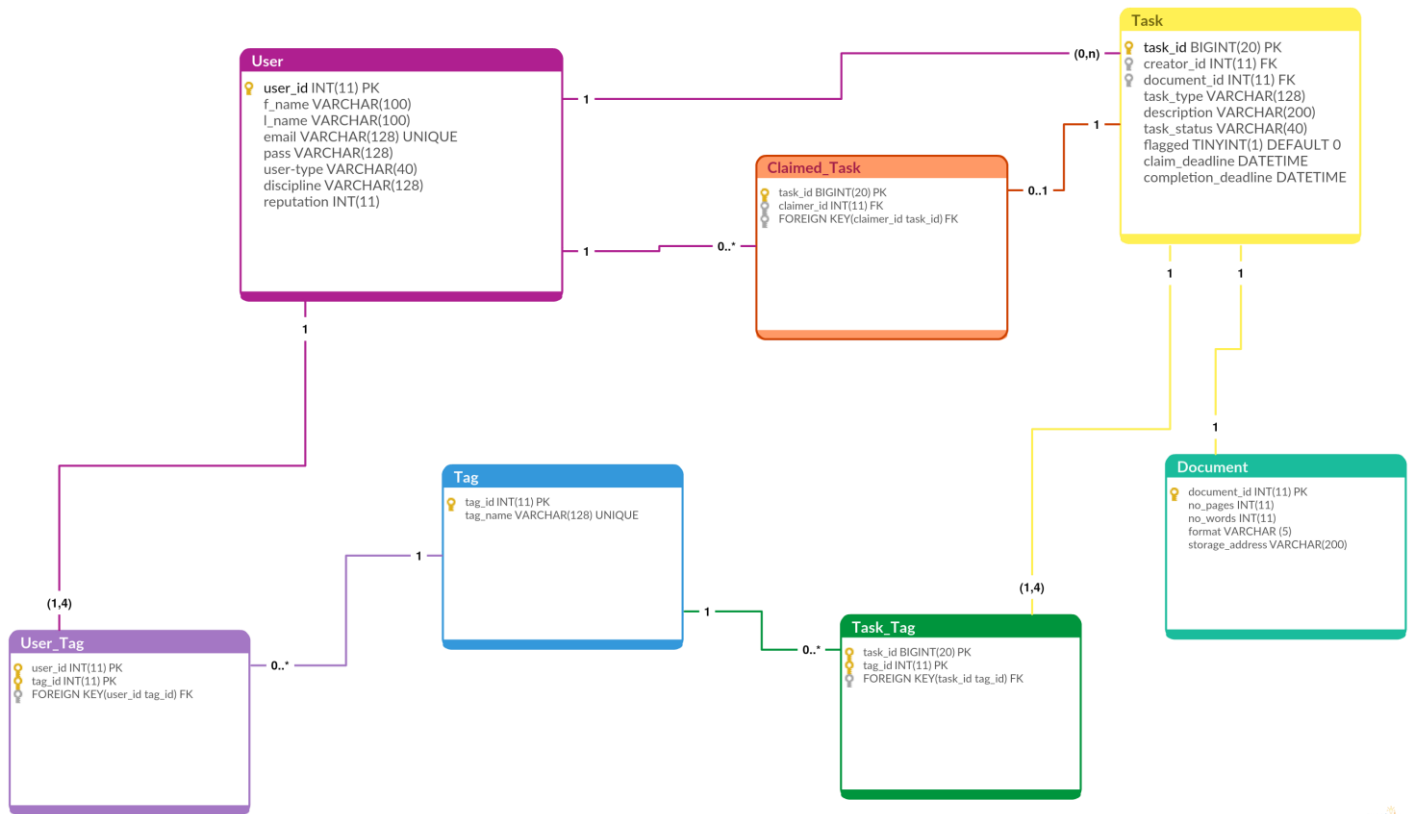 Task
task_id BIGINT(20) PK
creator_id INT(11) FK
document_id INT(11) FK
task_type VARCHAR(128)
description VARCHAR(200)
task_status VARCHAR(40)
flagged TINYINT(1) DEFAULT 0
claim_deadline DATETIME
completion_deadline DATETIME
User
user_id INT(11) PK
f_name VARCHAR(100)
l_name VARCHAR(100)
email VARCHAR(128) UNIQUE
pass VARCHAR(128)
user-type VARCHAR(40)
discipline VARCHAR(128)
reputation INT(11)
1
(0,n)
1
0..1
Claimed_Task
task_id BIGINT(20) PK
claimer_id INT(11) FK
FOREIGN KEY(claimer_id task_id) FK
1
0..*
1
1
1
1
(1,4)
(1,4)
Tag
tag_id INT(11) PK
tag_name VARCHAR(128) UNIQUE
1
0..*
1
0..*
Document
document_id INT(11) PK
no_pages INT(11)
no_words INT(11)
format VARCHAR (5)
storage_address VARCHAR(200)
User_Tag
user_id INT(11) PK
tag_id INT(11) PK
FOREIGN KEY(user_id tag_id) FK
Task_Tag
task_id BIGINT(20) PK
tag_id INT(11) PK
FOREIGN KEY(task_id tag_id) FK